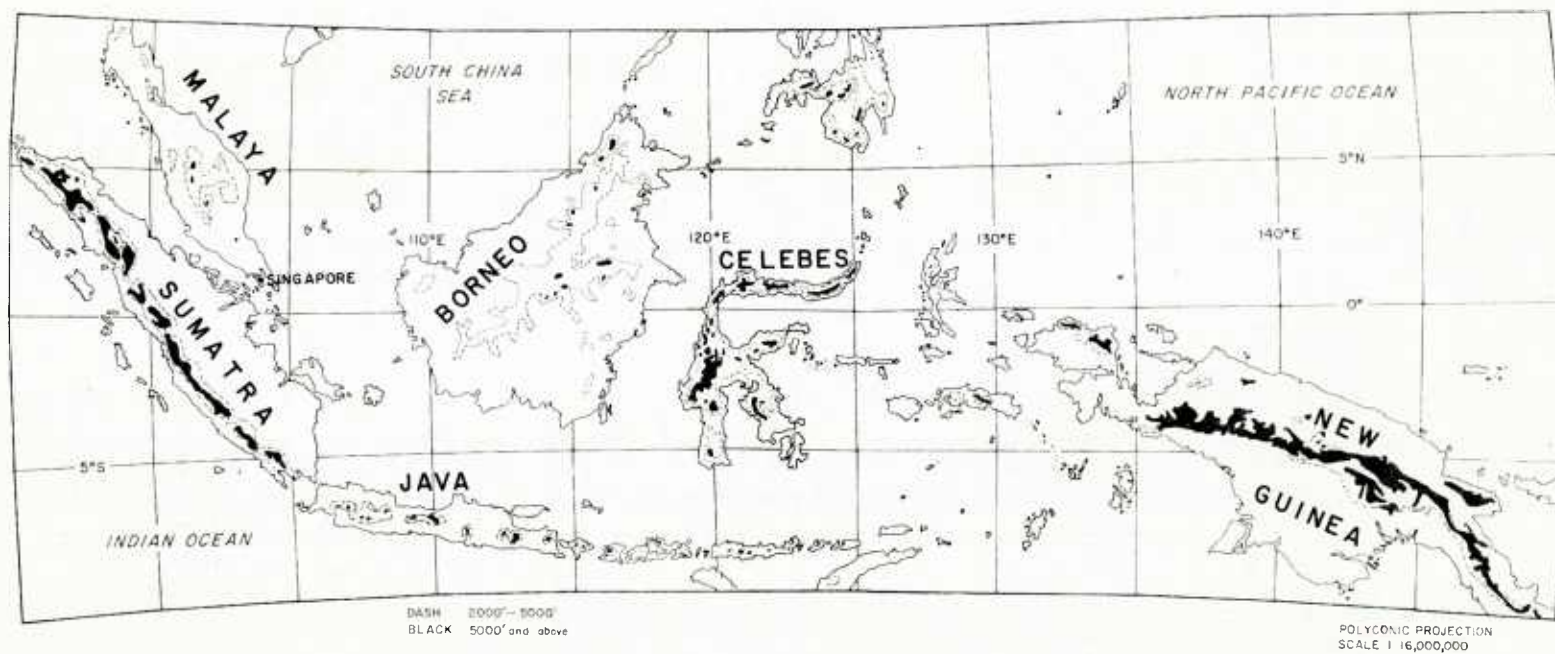 MALAYA
SOUTH CHINA
SEA
NORTH PACIFIC OCEAN
5°N
110°E
120°E
130°E
140°E
SINGAPORE
BORNEO
CELEBES
SUMATRA
0°
5°S
JAVA
NEW
GUINEA
INDIAN OCEAN
DASH 2000'-5000'
BLACK 5000' and above
POLYCONIC PROJECTION
SCALE 1 16,000,000